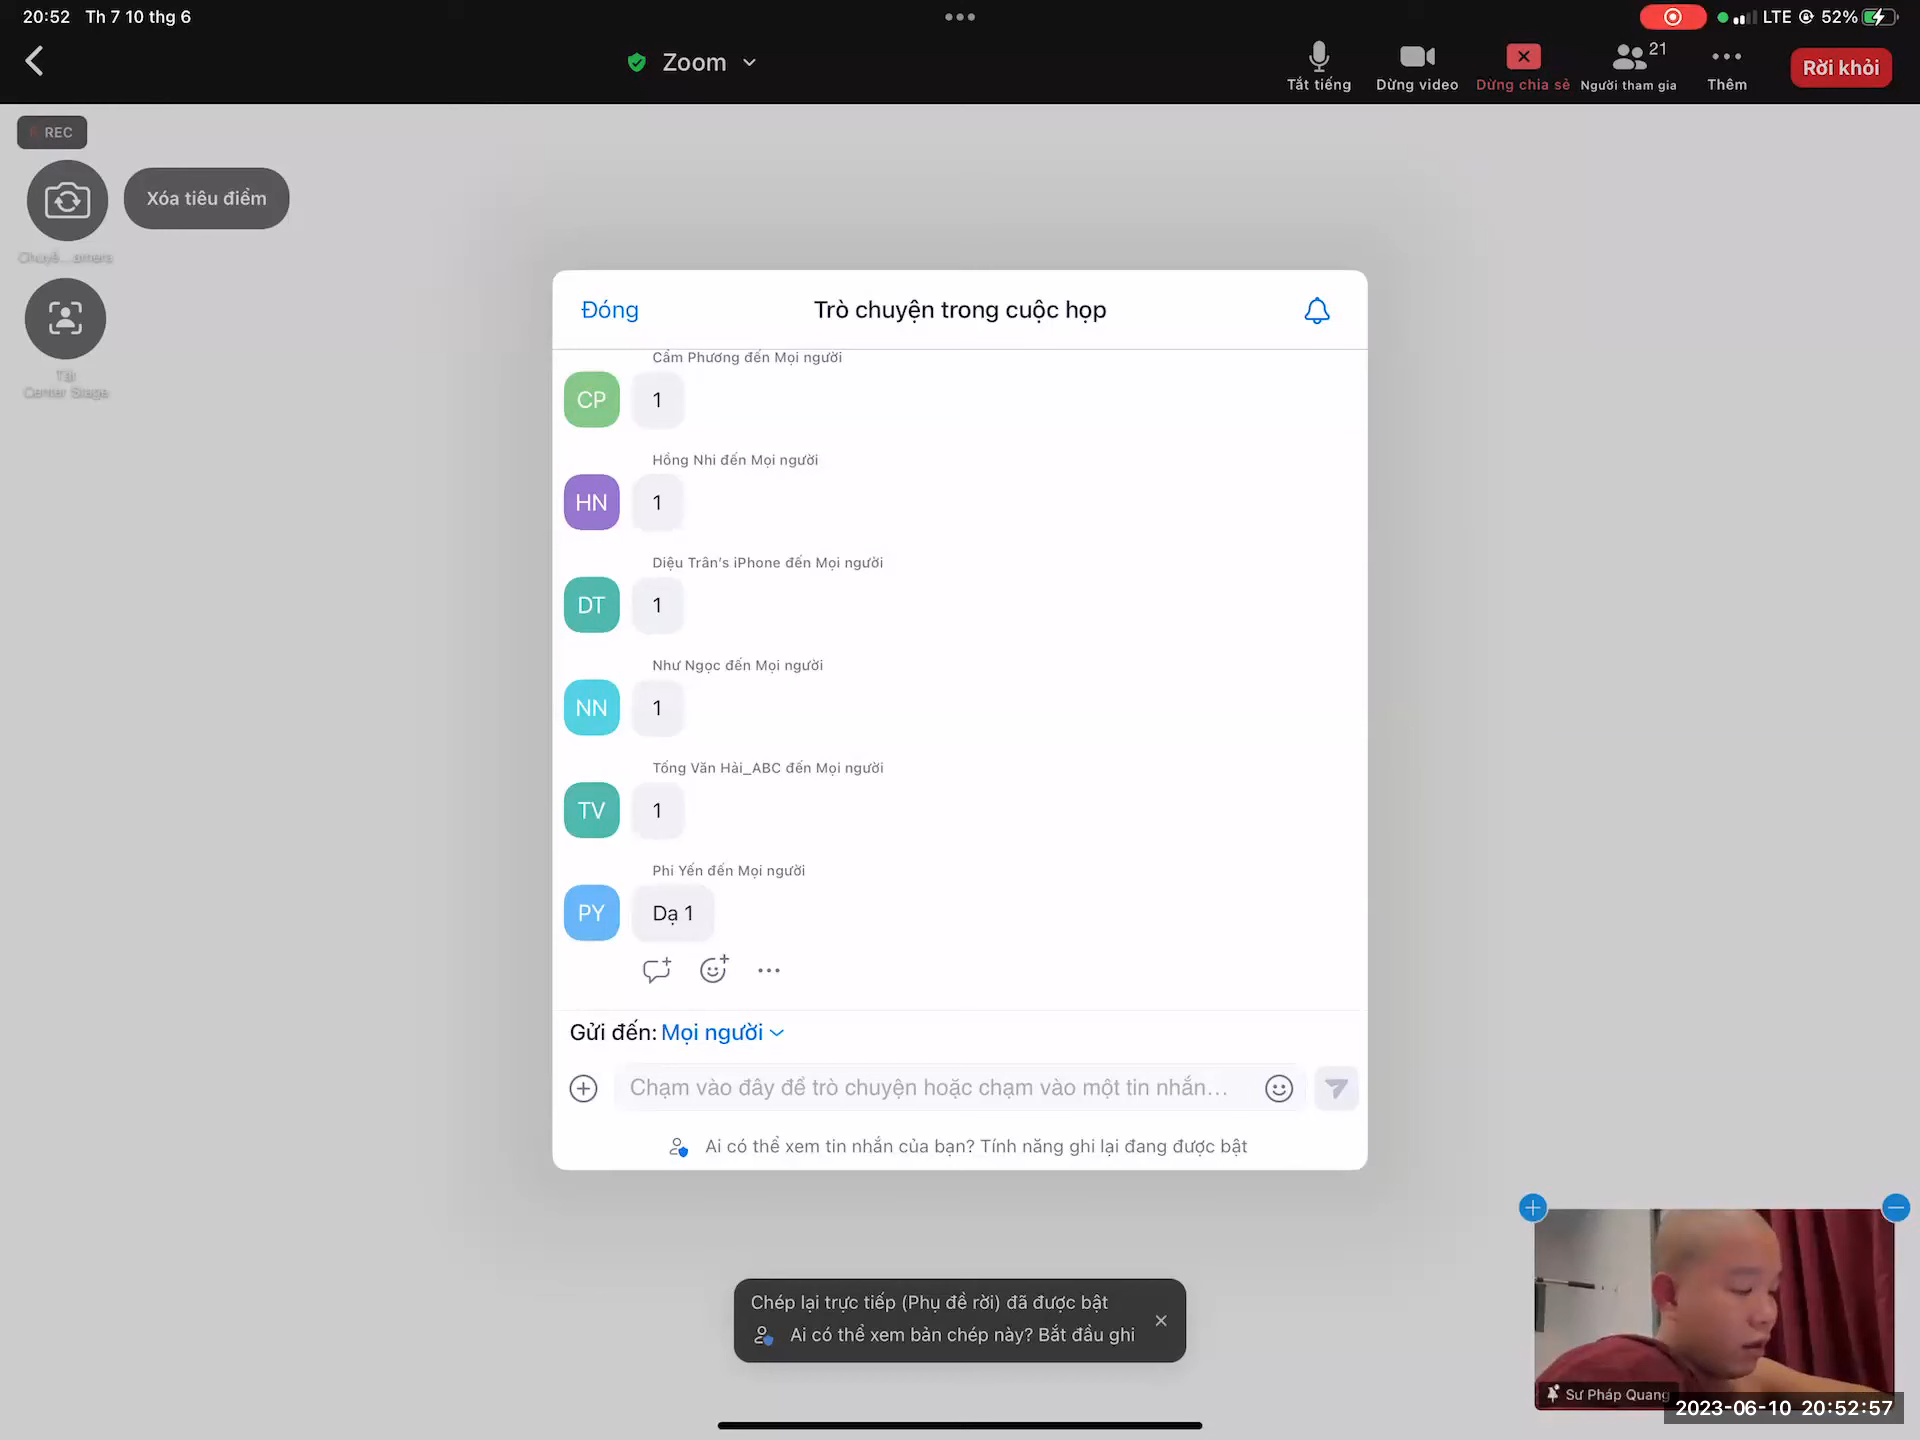 20:52 Th 7 10 thg 6
LTE 52%
Zoom
Tắt tiếng
Dừng video
Dừng chia sẻ
Người tham gia
21
Thêm
Rời khỏi
REC
Xóa tiêu điểm
Chuyể...amera
Tắt
Center Stage
Đóng
Trò chuyện trong cuộc họp
Cẩm Phương đến Mọi người
CP
1
Hồng Nhi đến Mọi người
HN
1
Diệu Trân's iPhone đến Mọi người
DT
1
Như Ngọc đến Mọi người
NN
1
Tống Văn Hải_ABC đến Mọi người
TV
1
Phi Yến đến Mọi người
PY
Dạ 1
Gửi đến: Mọi người
Chạm vào đây để trò chuyện hoặc chạm vào một tin nhắn...
Ai có thể xem tin nhắn của bạn? Tính năng ghi lại đang được bật
Chép lại trực tiếp (Phụ đề rời) đã được bật
Ai có thể xem bản chép này? Bắt đầu ghi
Sư Pháp Quang
2023-06-10 20:52:57